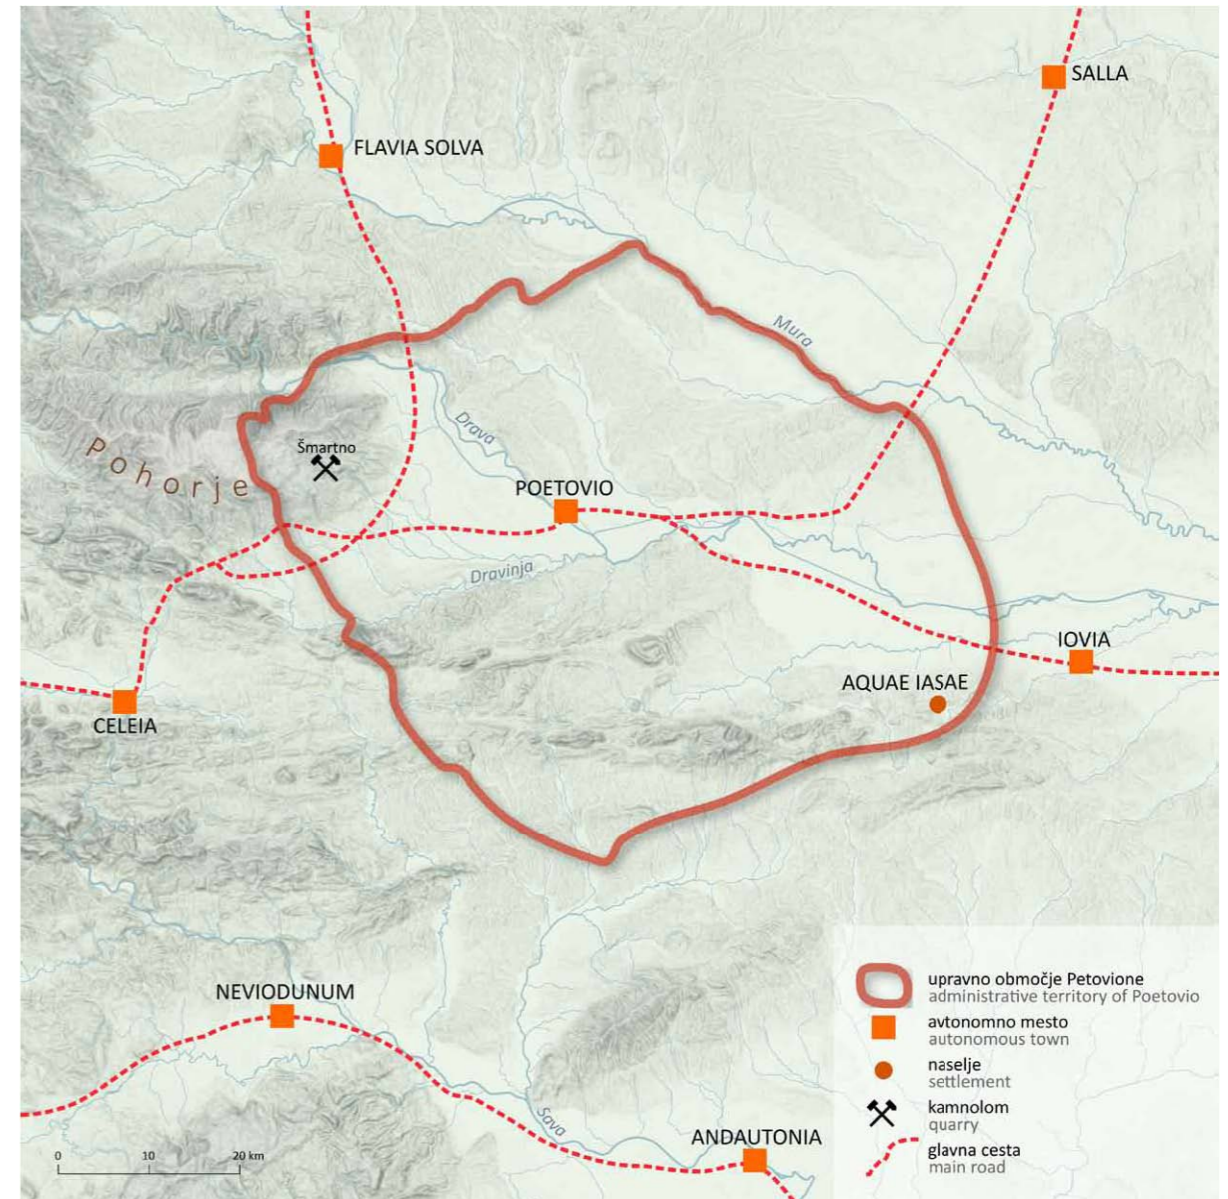 SALLA
FLAVIA SOLVA
Mura
Drava
Šmartno
Pohorje
POETOVIO
Dravinja
IOVIA
AQUAE IASAE
CELEIA
NEVIODUNUM
Sava
ANDAUTONIA
upravno območje Petovione
administrative territory of Poetovio
avtonomno mesto
autonomous town
naselje
settlement
kamnolom
quarry
glavna cesta
main road
0 10 20 km